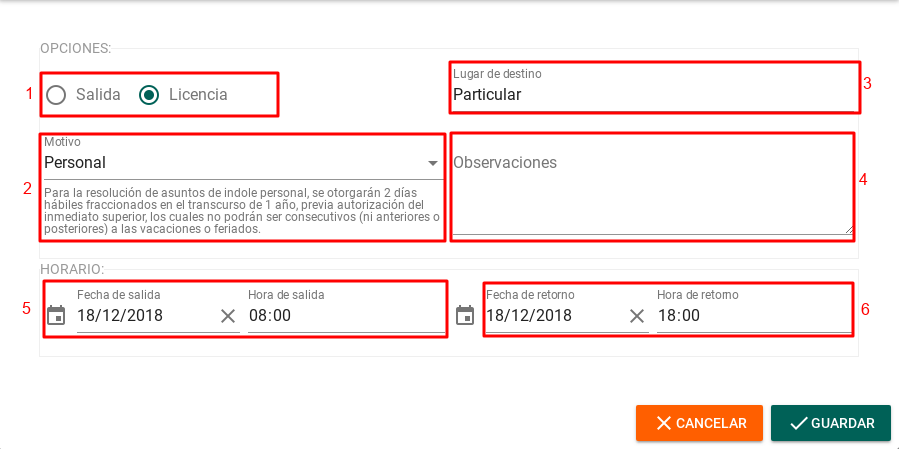 OPCIONES:
1
Salida
Licencia
Lugar de destino
Particular
3
Motivo
Personal
2
Para la resolución de asuntos de indole personal, se otorgarán 2 días
hábiles fraccionados en el transcurso de 1 año, previa autorización del
inmediato superior, los cuales no podrán ser consecutivos (ni anteriores o
posteriores) a las vacaciones o feriados.
Observaciones
4
HORARIO:
5
Fecha de salida
18/12/2018
Hora de salida
08:00
Fecha de retorno
18/12/2018
Hora de retorno
18:00
6
CANCELAR
GUARDAR